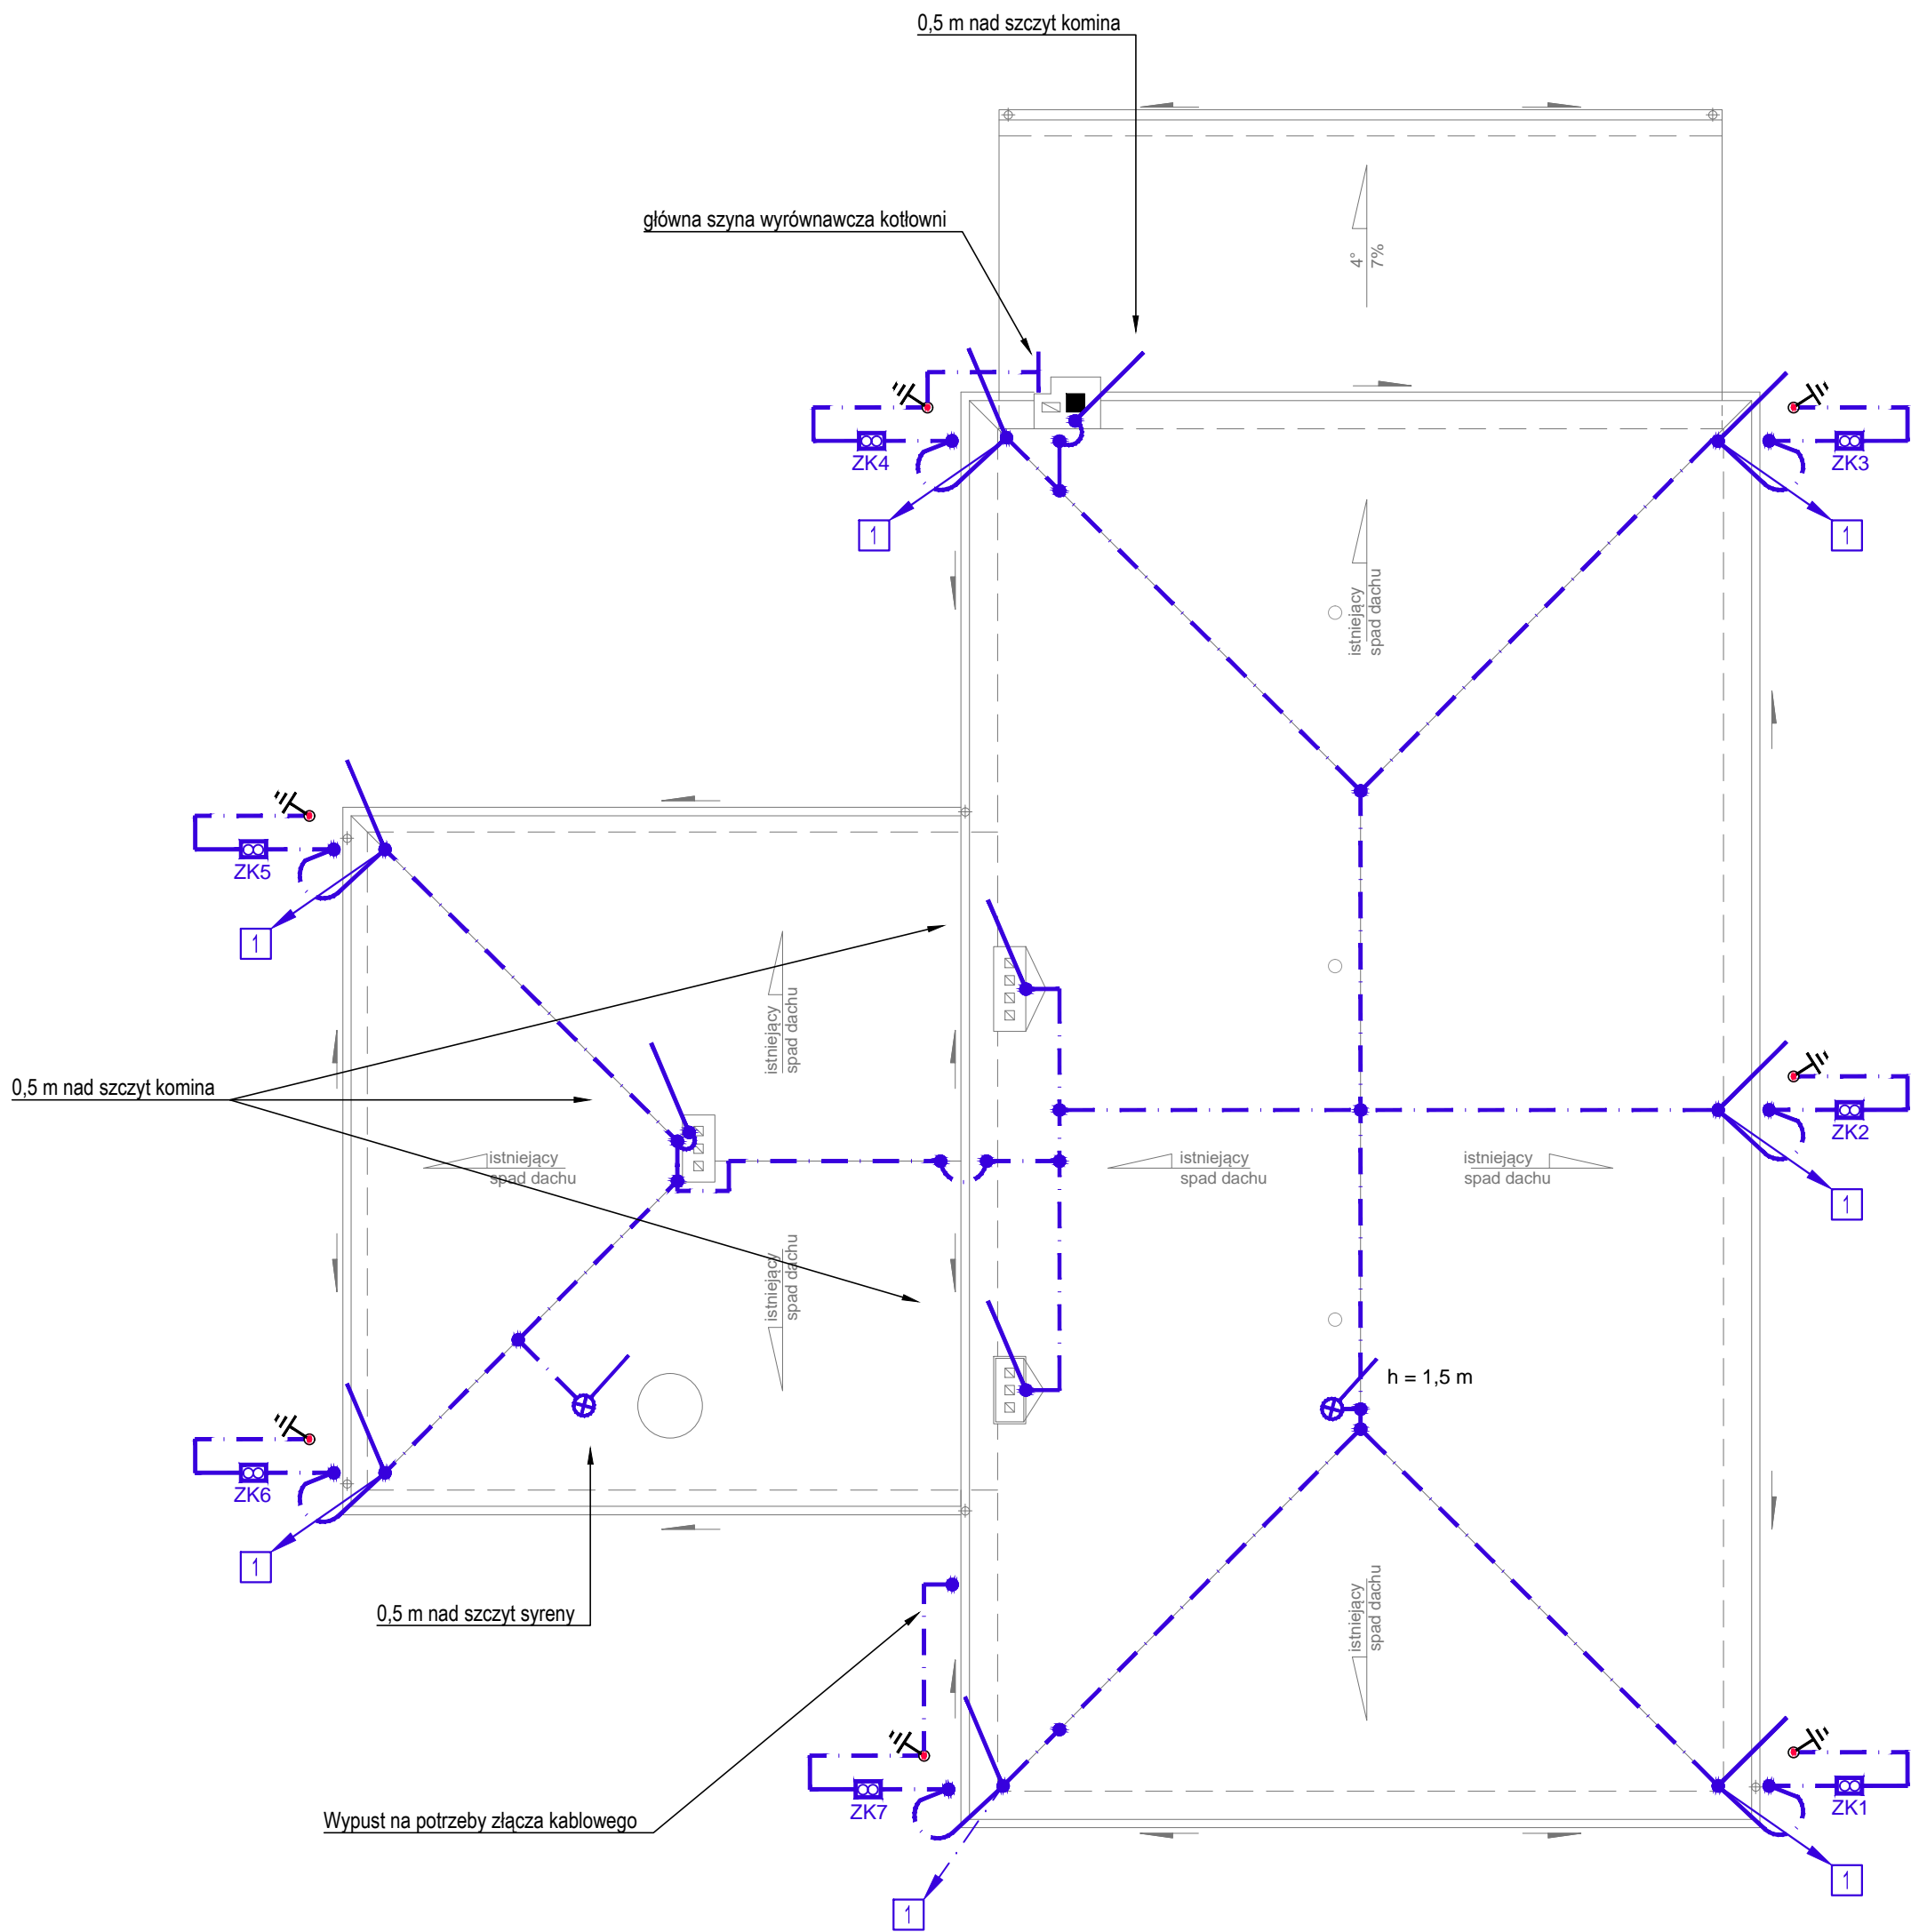 0,5 m nad szczyt komina
główna szyna wyrównawcza kotłowni
4°
7%
ZK4
ZK3
1
1
istniejący
spad dachu
ZK5
1
istniejący
spad dachu
0,5 m nad szczyt komina
ZK2
istniejący
spad dachu
istniejący
spad dachu
istniejący
spad dachu
1
istniejący
spad dachu
h = 1,5 m
ZK6
1
0,5 m nad szczyt syreny
istniejący
spad dachu
ZK7
ZK1
Wypust na potrzeby złącza kablowego
1
1